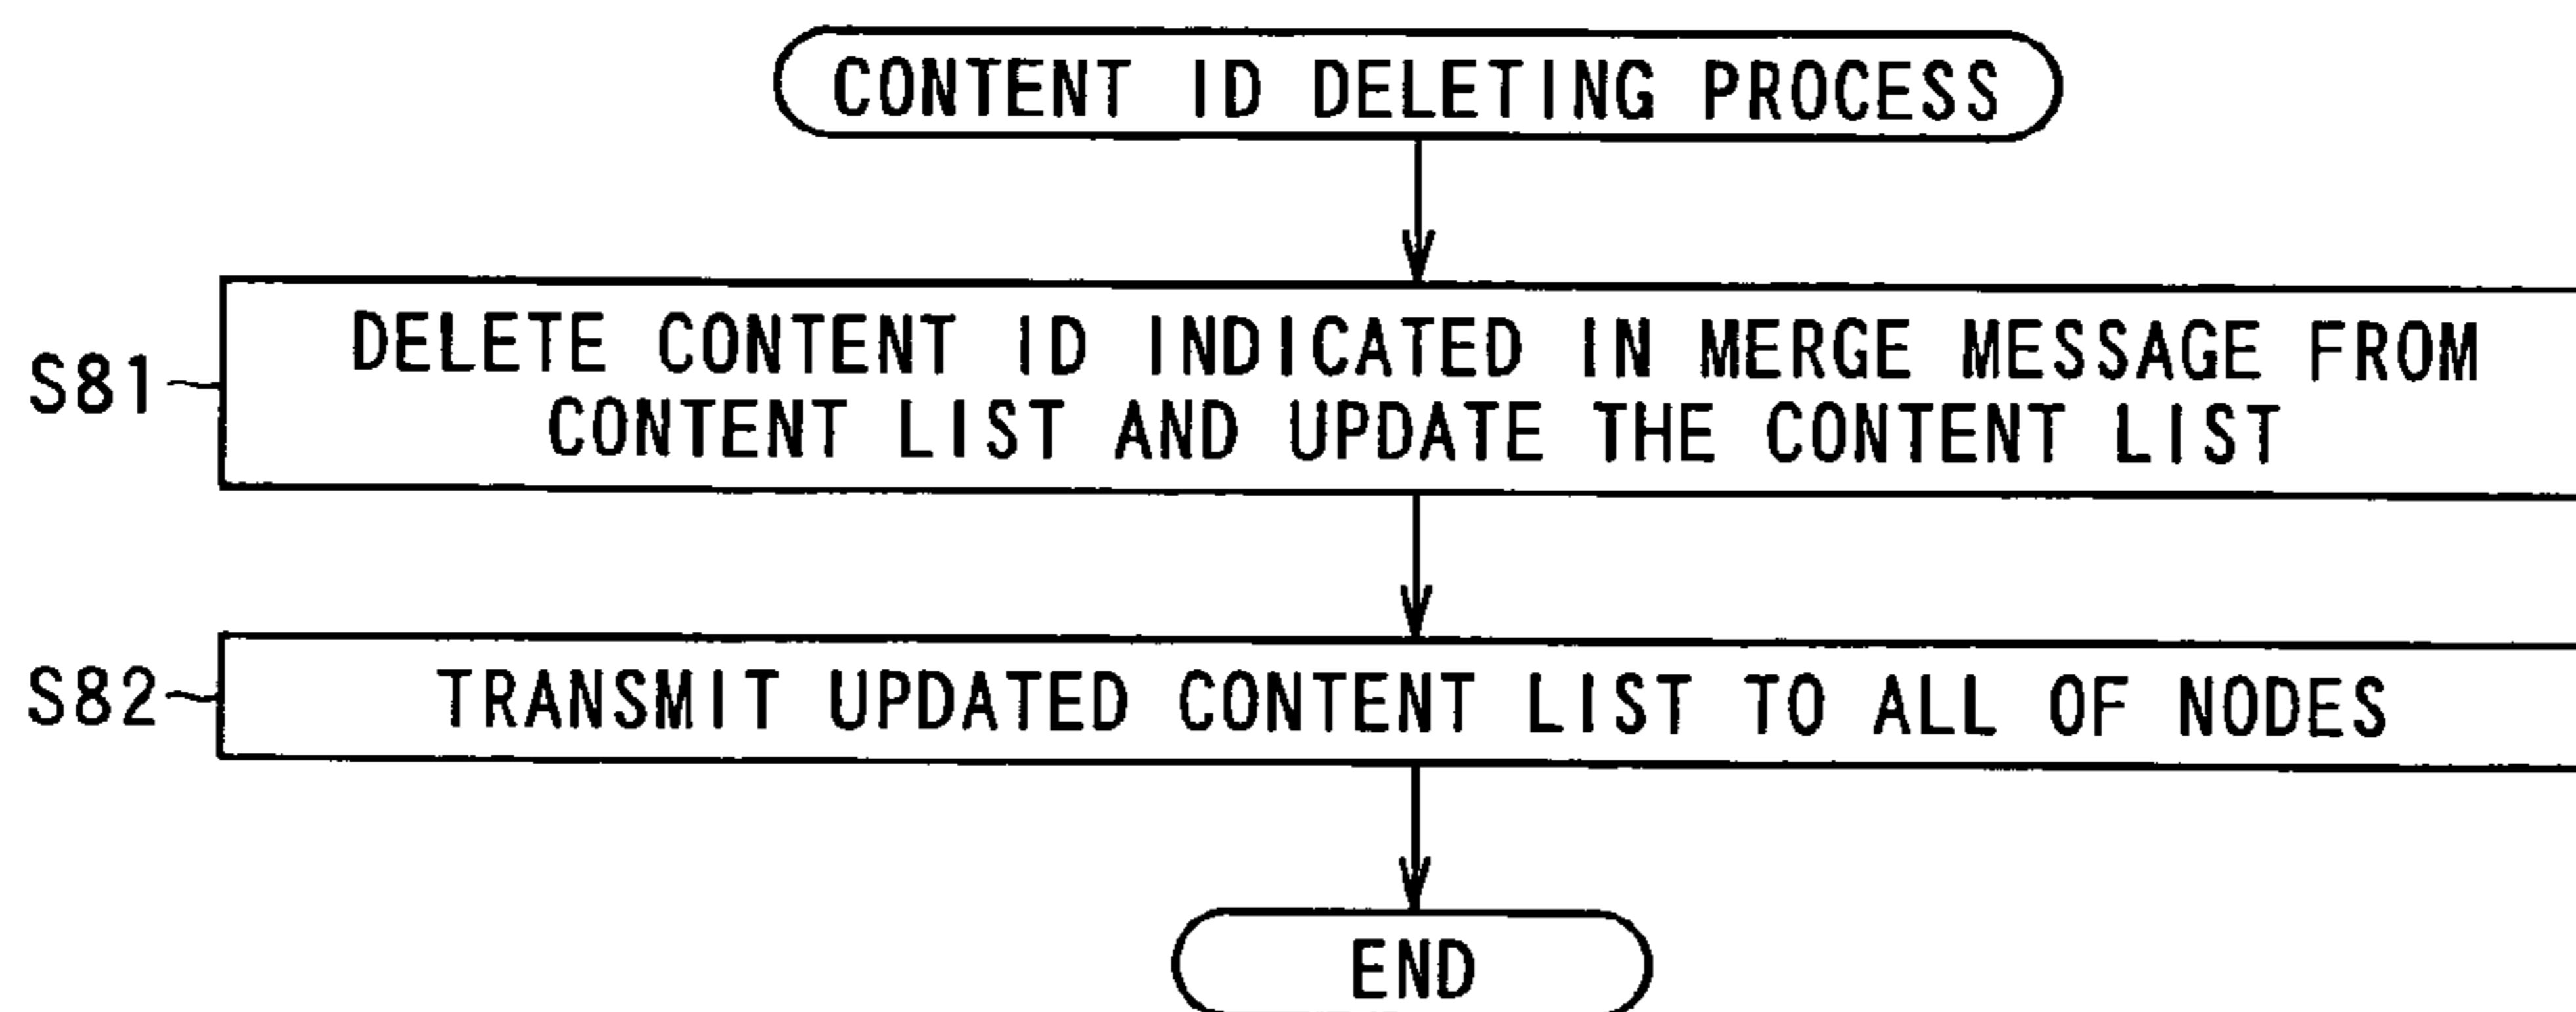 CONTENT ID DELETING PROCESS
S81
DELETE CONTENT ID INDICATED IN MERGE MESSAGE FROM
CONTENT LIST AND UPDATE THE CONTENT LIST
S82
TRANSMIT UPDATED CONTENT LIST TO ALL OF NODES
END